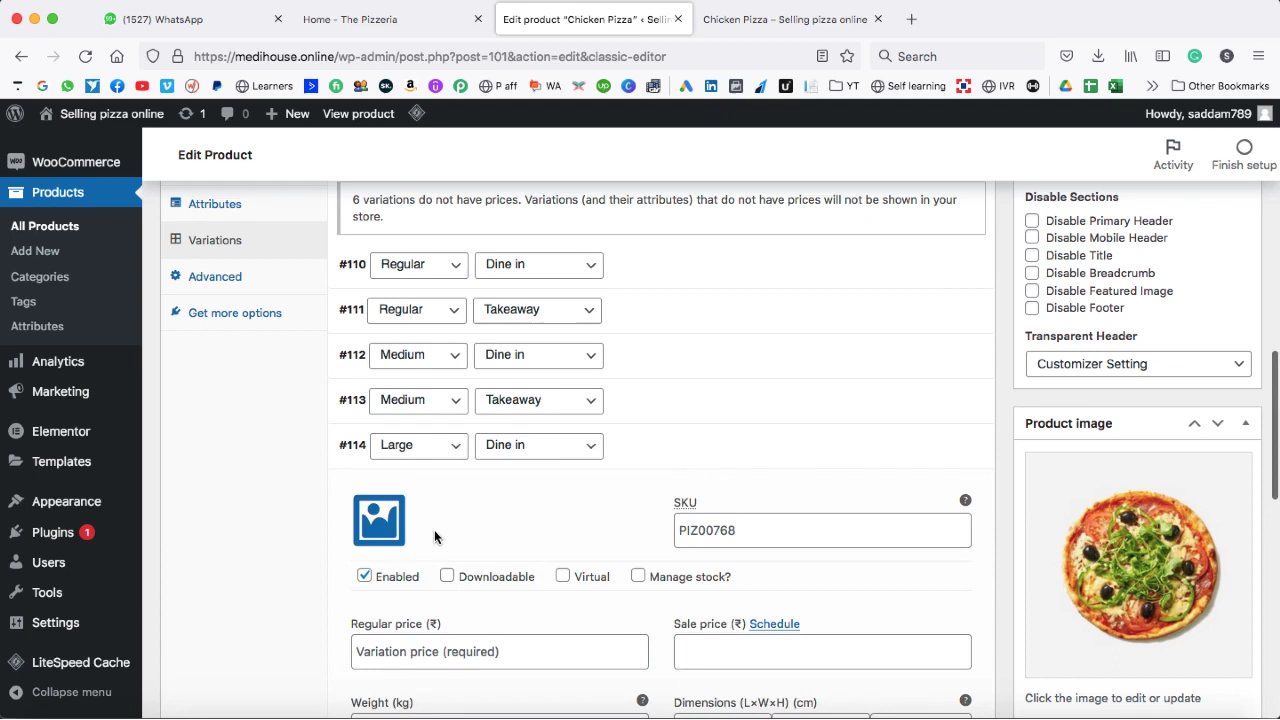 (1527) WhatsApp
Home - The Pizzeria
Edit product "Chicken Pizza" ‹ Sellin
Chicken Pizza – Selling pizza online
https://medihouse.online/wp-admin/post.php?post=101&action=edit&classic-editor
Search
Learners
P aff
WA
YT
Self learning
IVR
Other Bookmarks
Selling pizza online
1
0
New
View product
Howdy, saddam789
WooCommerce
Products
All Products
Add New
Categories
Tags
Attributes
Analytics
Marketing
Elementor
Templates
Appearance
Plugins 1
Users
Tools
Settings
LiteSpeed Cache
Collapse menu
Edit Product
Activity
Finish setup
Attributes
Variations
Advanced
Get more options
6 variations do not have prices. Variations (and their attributes) that do not have prices will not be shown in your
store.
#110 Regular Dine in
#111 Regular Takeaway
#112 Medium Dine in
#113 Medium Takeaway
#114 Large Dine in
SKU
PIZ00768
Enabled Downloadable Virtual Manage stock?
Regular price (₹)
Variation price (required)
Sale price (₹) Schedule
Weight (kg)
Dimensions (L×W×H) (cm)
Disable Sections
Disable Primary Header
Disable Mobile Header
Disable Title
Disable Breadcrumb
Disable Featured Image
Disable Footer
Transparent Header
Customizer Setting
Product image
Click the image to edit or update